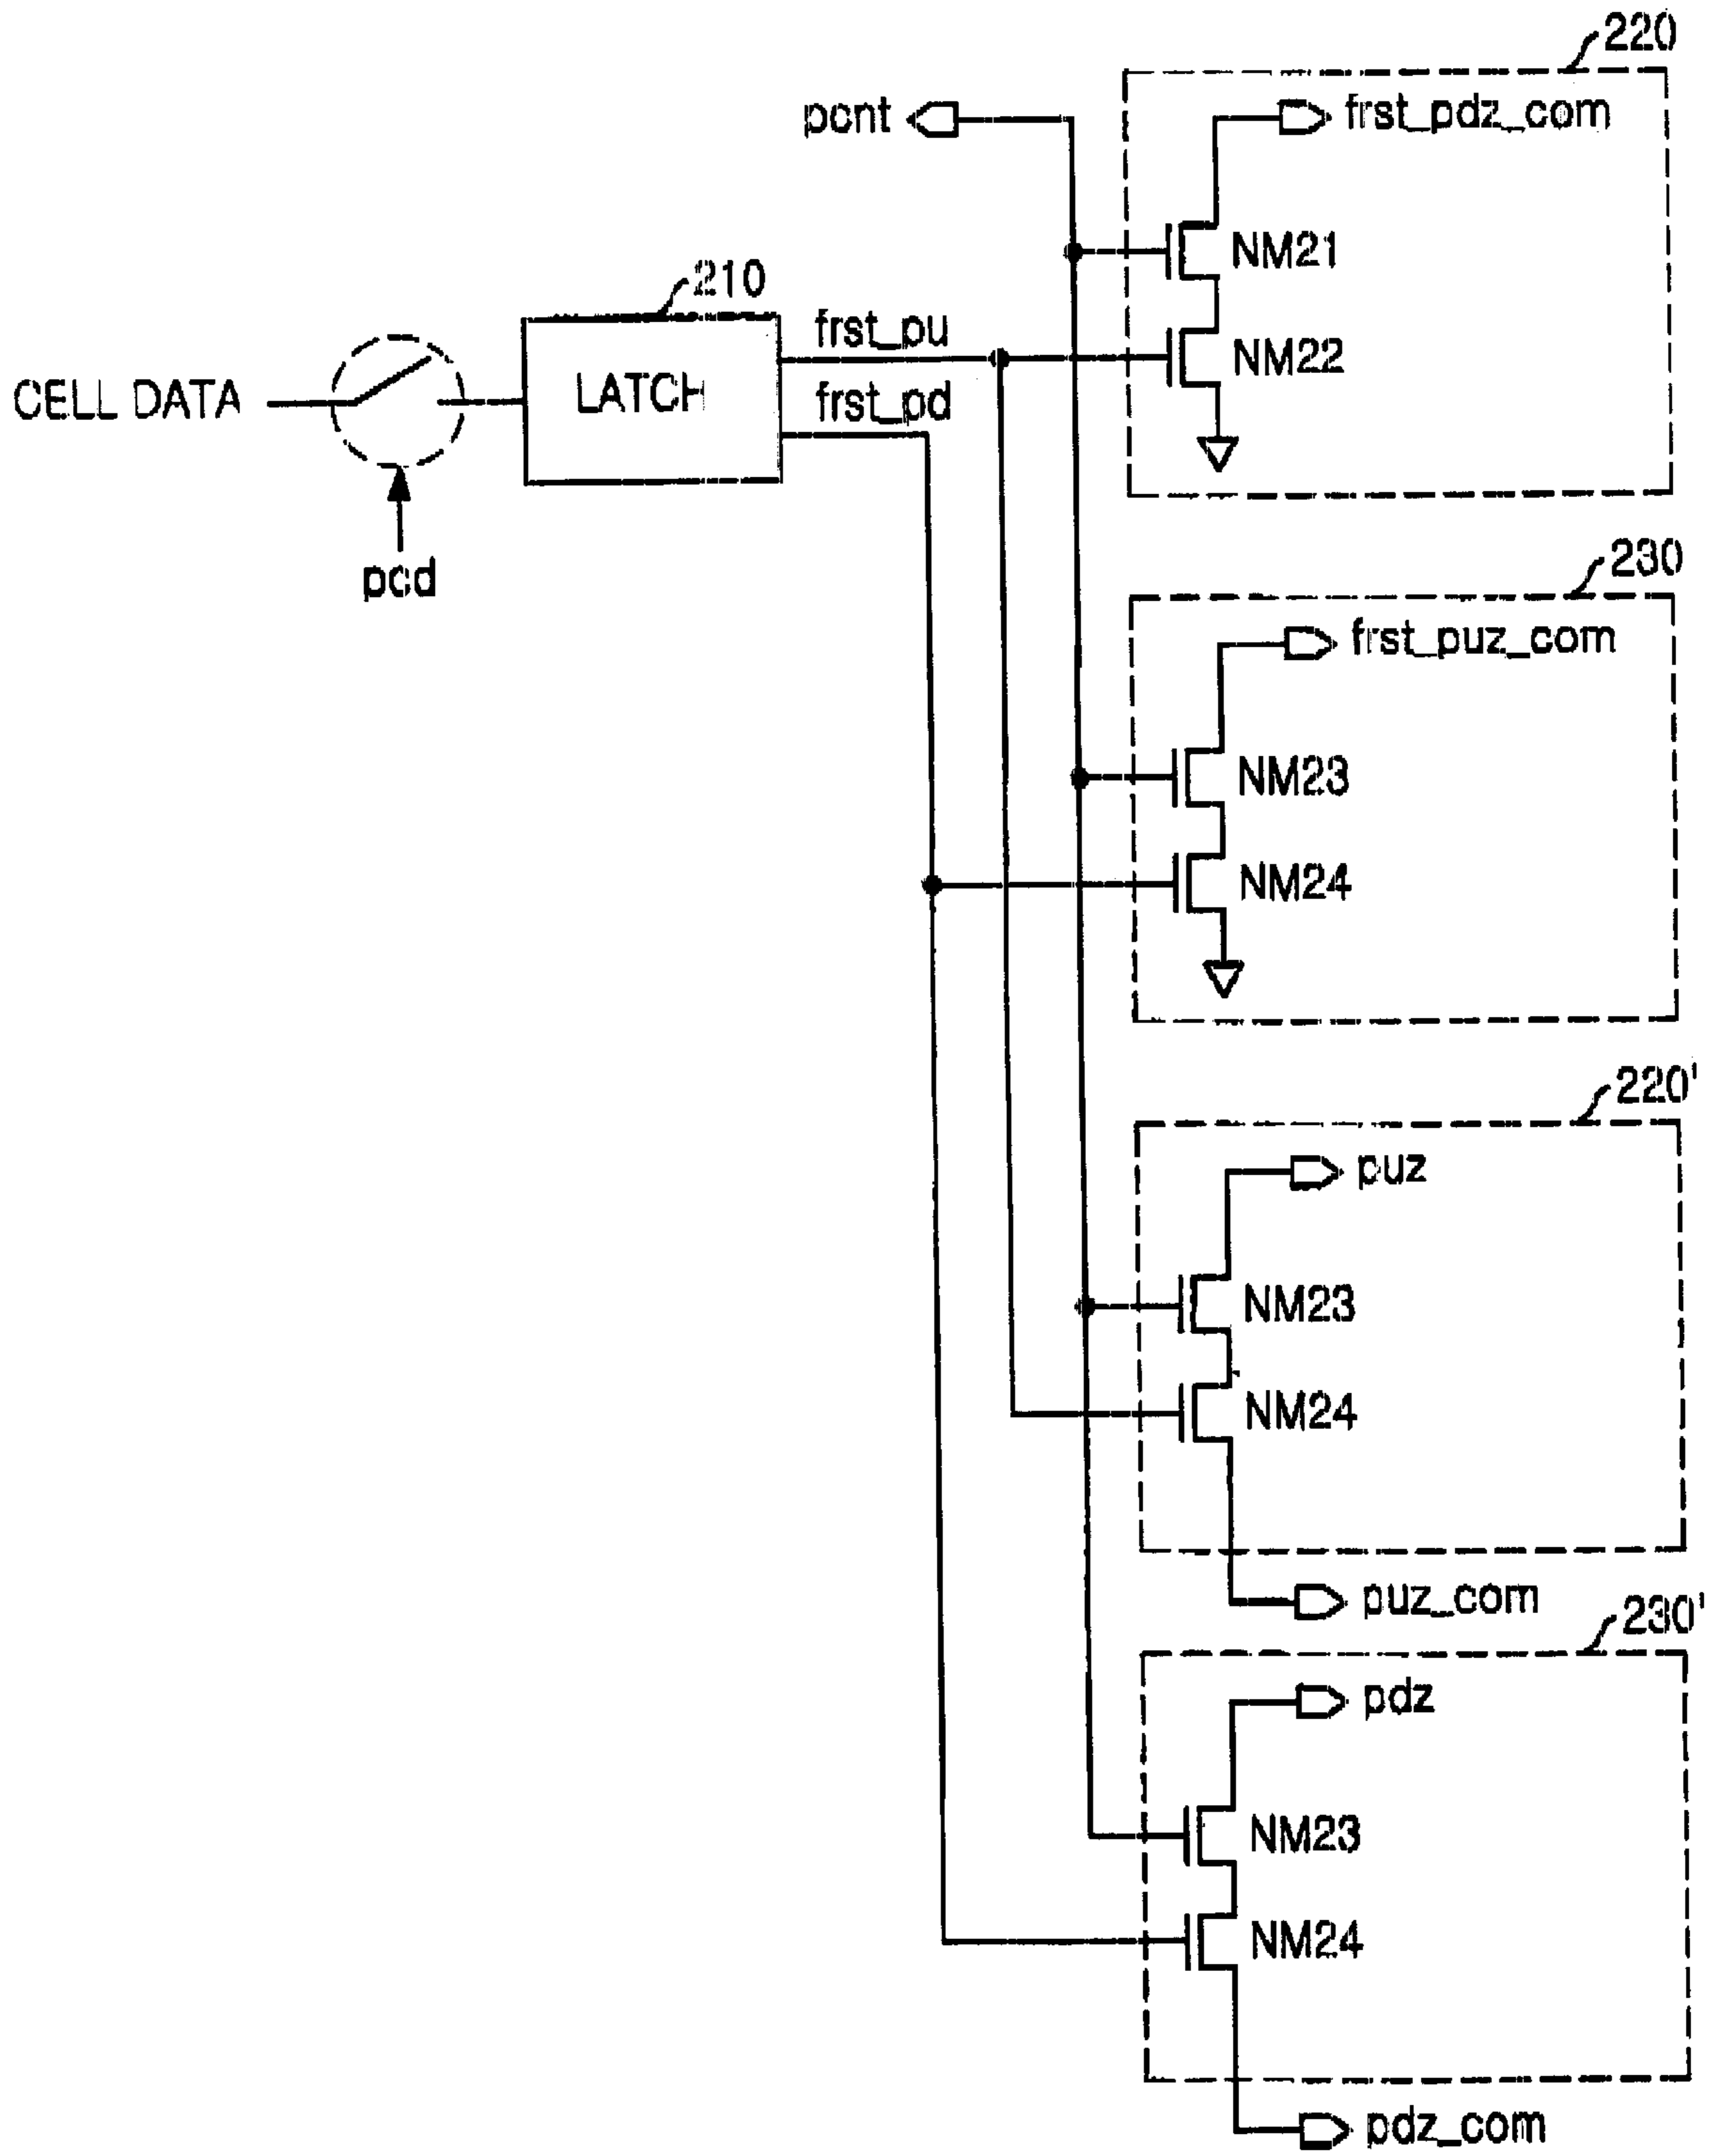 220
pcnt
frst_pdz_com
NM21
210
frst_pu
NM22
CELL DATA
LATCH
frst_pd
pcd
230
frst_puz_com
NM23
NM24
220'
puz
NM23
NM24
puz_com
230'
pdz
NM23
NM24
pdz_com